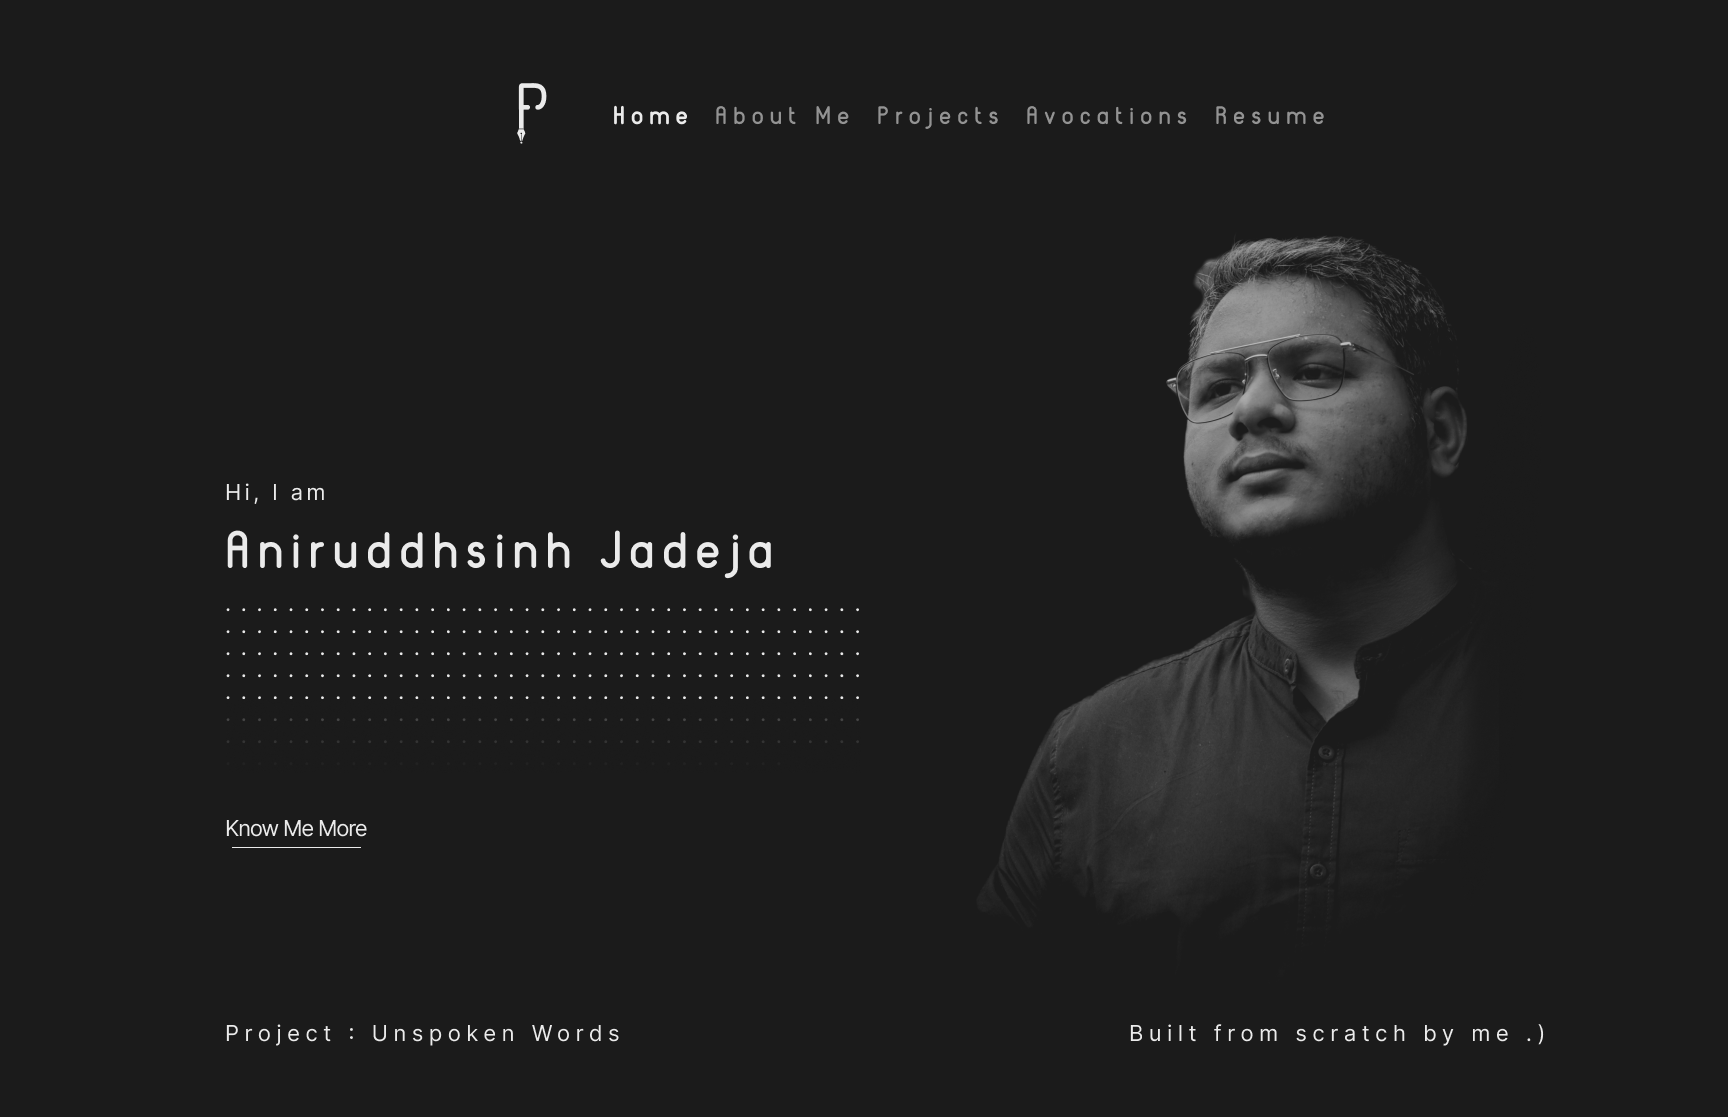 P
Home About Me Projects Avocations Resume
Hi, I am
Aniruddhsinh Jadeja
Know Me More
Project : Unspoken Words
Built from scratch by me .)